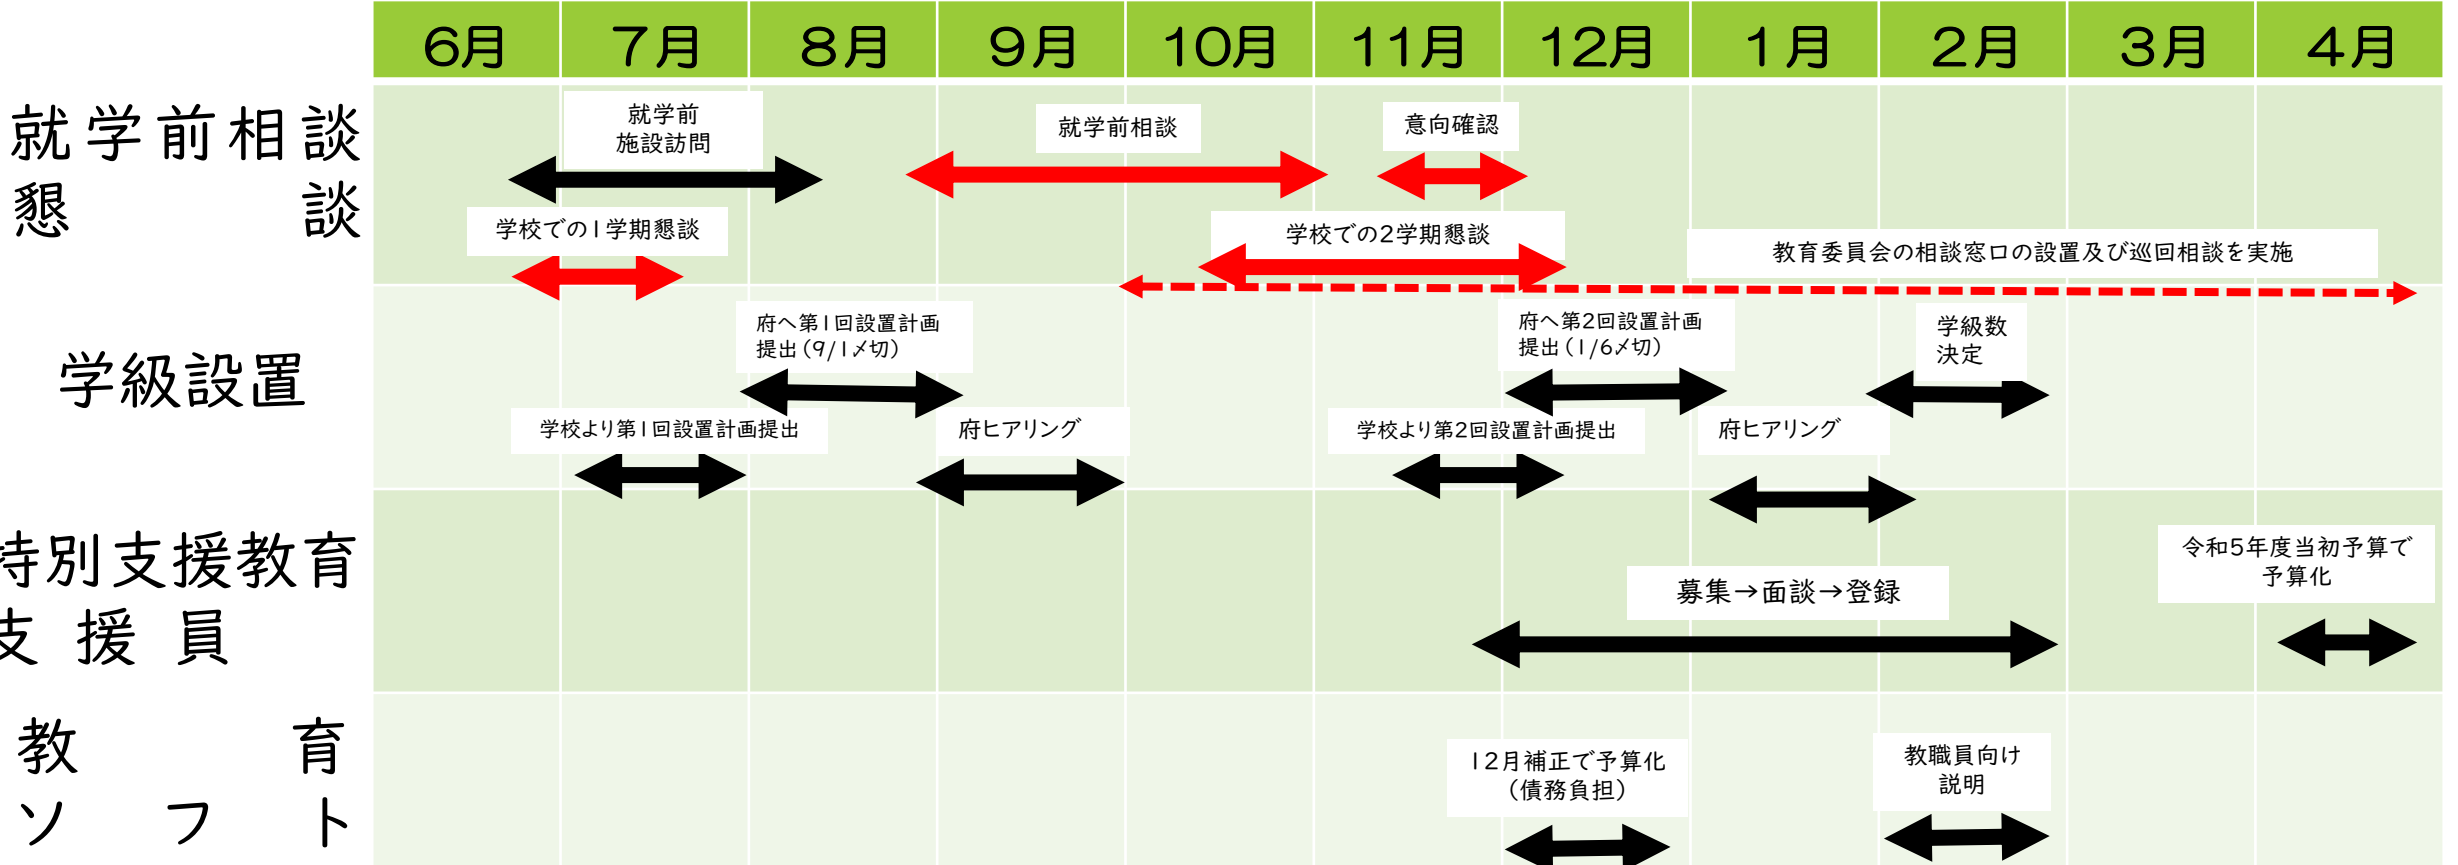 6月 7月 8月 9月 10月 11月 12月 1月 2月 3月 4月
就学前相談
懇談
就学前
施設訪問
就学前相談
意向確認
学校での1学期懇談
学校での2学期懇談
教育委員会の相談窓口の設置及び巡回相談を実施
学級設置
府へ第1回設置計画
提出(9/1〆切)
府へ第2回設置計画
提出(1/6〆切)
学級数
決定
学校より第1回設置計画提出
府ヒアリング
学校より第2回設置計画提出
府ヒアリング
特別支援教育
支援員
募集→面談→登録
令和5年度当初予算で
予算化
教育
ソフト
12月補正で予算化
(債務負担)
教職員向け
説明